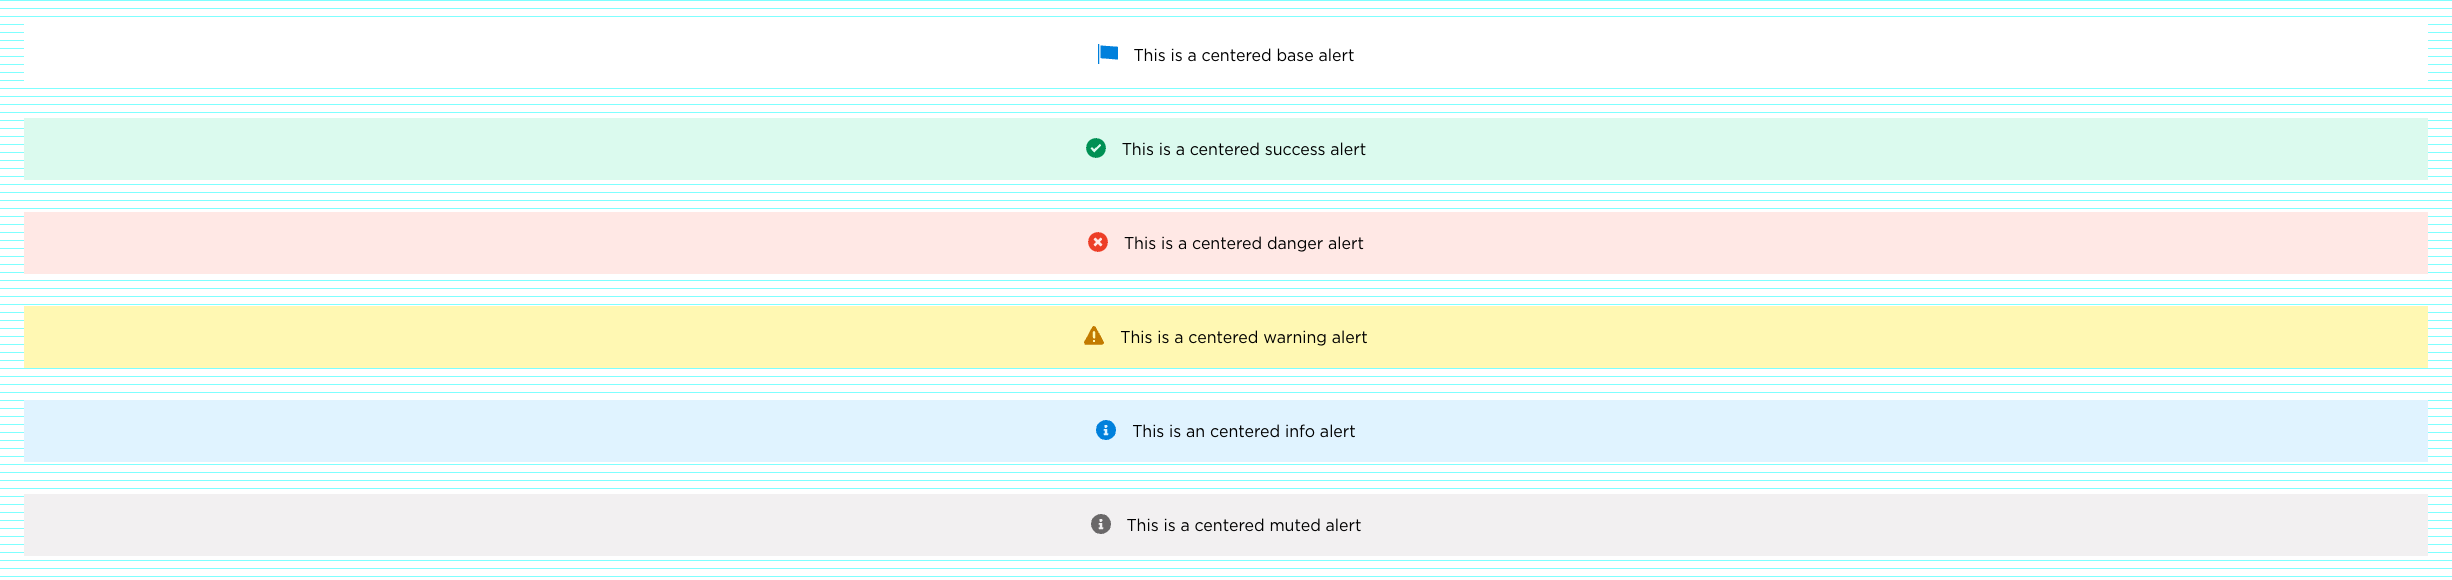 This is a centered base alert
This is a centered success alert
This is a centered danger alert
This is a centered warning alert
This is an centered info alert
This is a centered muted alert